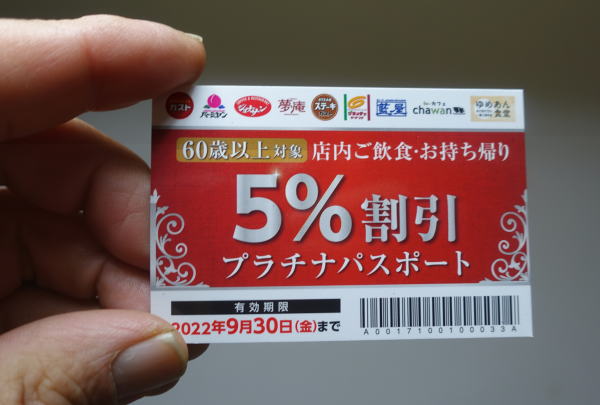 ガスト バーミヤン ジョナサン 夢庵 ステーキ 藍屋 chawan ゆめあん食堂
60歳以上対象 店内ご飲食・お持ち帰り
5%割引
プラチナパスポート
有効期限
2022年9月30日(金)まで
A00171001000033A